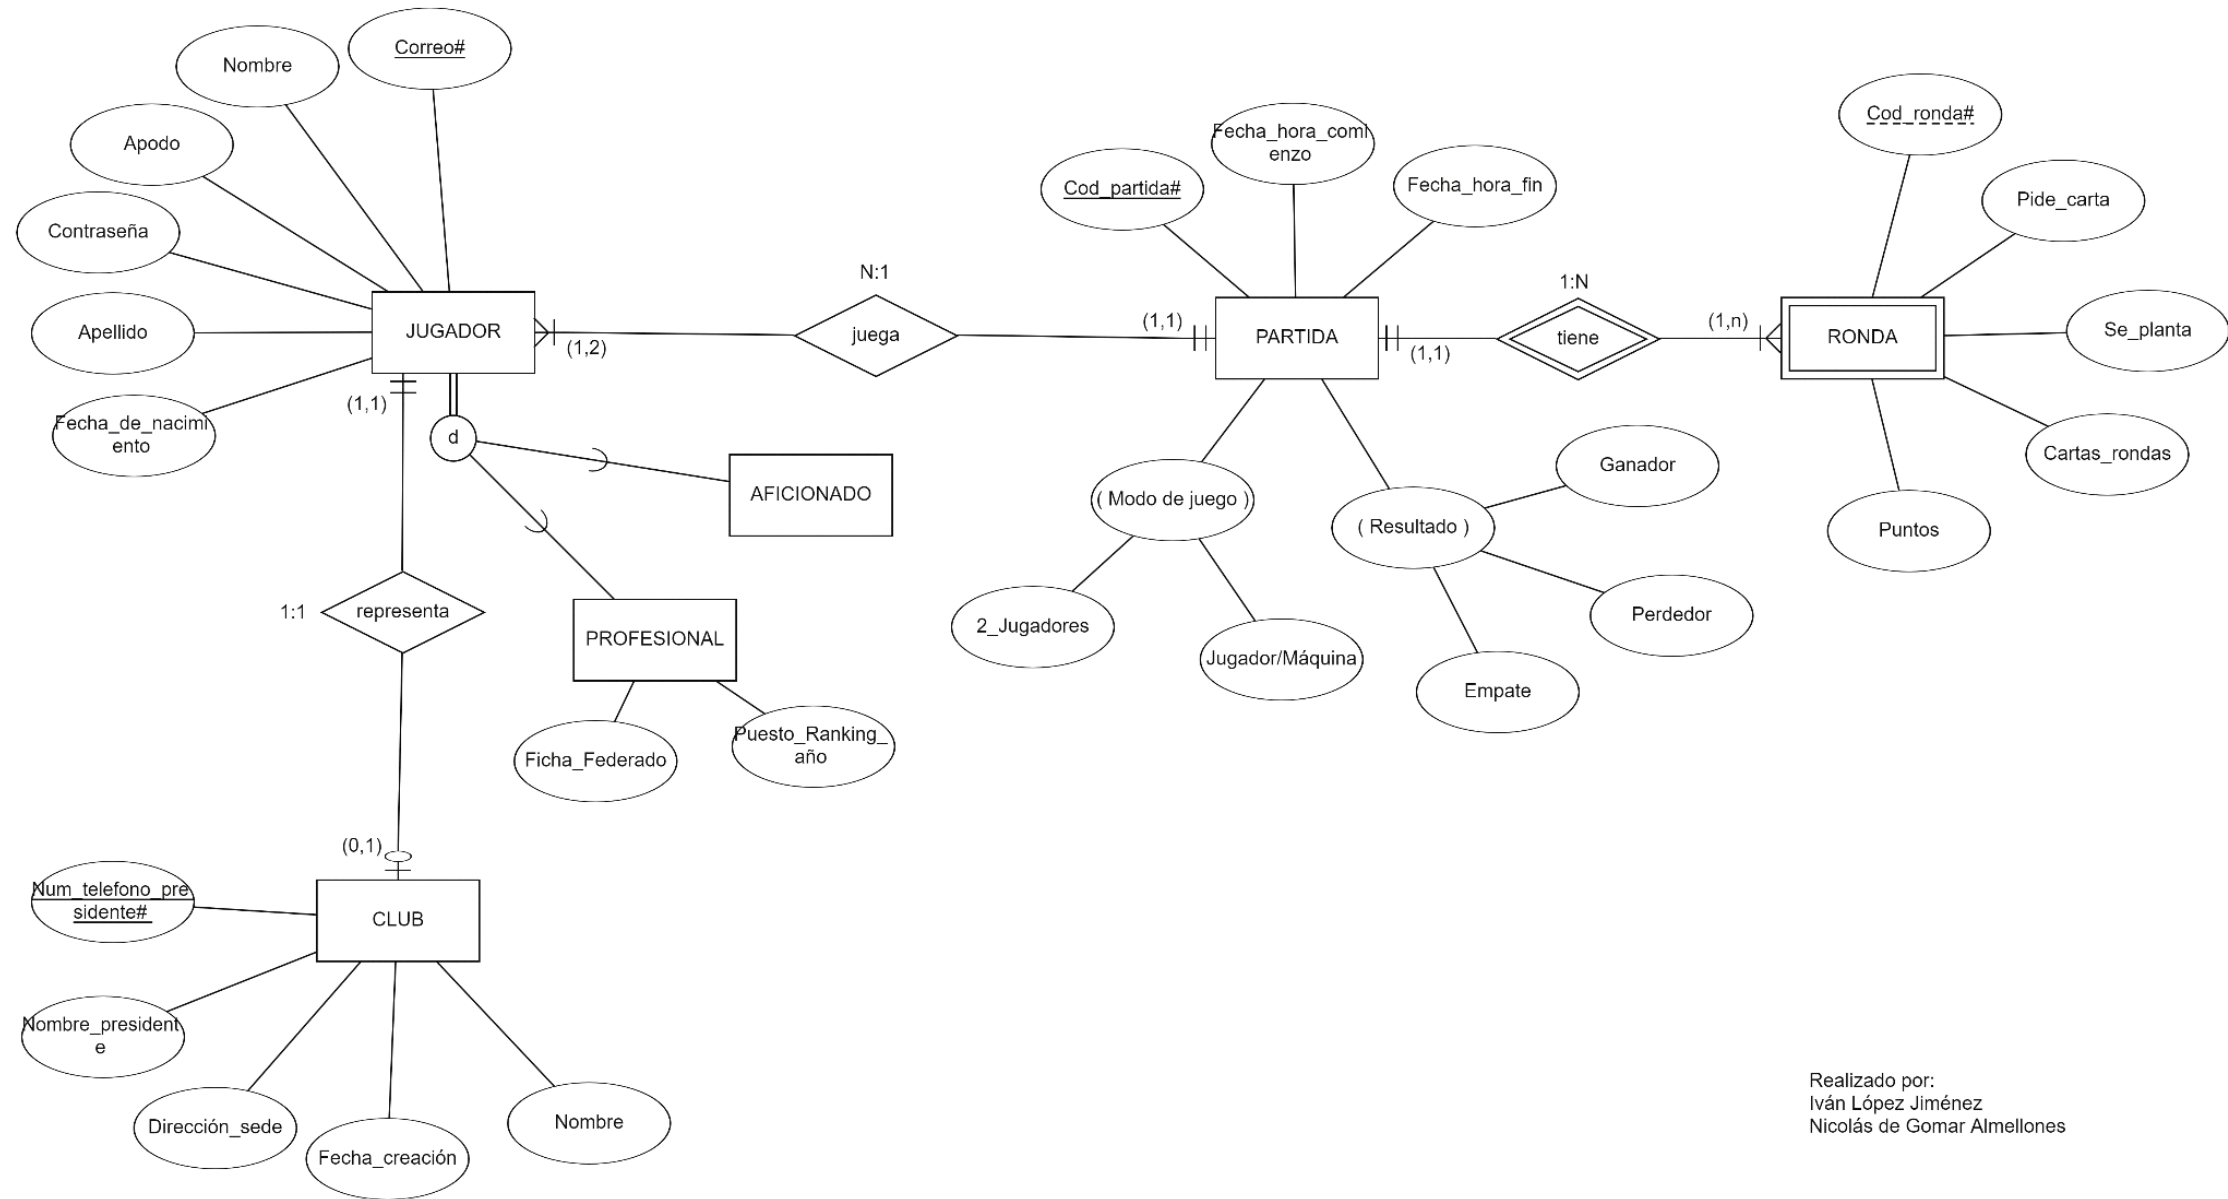 Correo#
Nombre
Apodo
Contraseña
Apellido
Fecha_de_nacimi
ento
JUGADOR
(1,2)
(1,1)
N:1
juega
d
AFICIONADO
PROFESIONAL
Ficha_Federado
Puesto_Ranking_
año
1:1
representa
(0,1)
CLUB
Num_telefono_pre
sidente#
Nombre_president
e
Dirección_sede
Fecha_creación
Nombre
Cod_partida#
Fecha_hora_comi
enzo
Fecha_hora_fin
(1,1)
PARTIDA
(1,1)
( Modo de juego )
2_Jugadores
Jugador/Máquina
( Resultado )
Ganador
Perdedor
Empate
1:N
tiene
(1,n)
RONDA
Cod_ronda#
Pide_carta
Se_planta
Cartas_rondas
Puntos
Realizado por:
Iván López Jiménez
Nicolás de Gomar Almellones